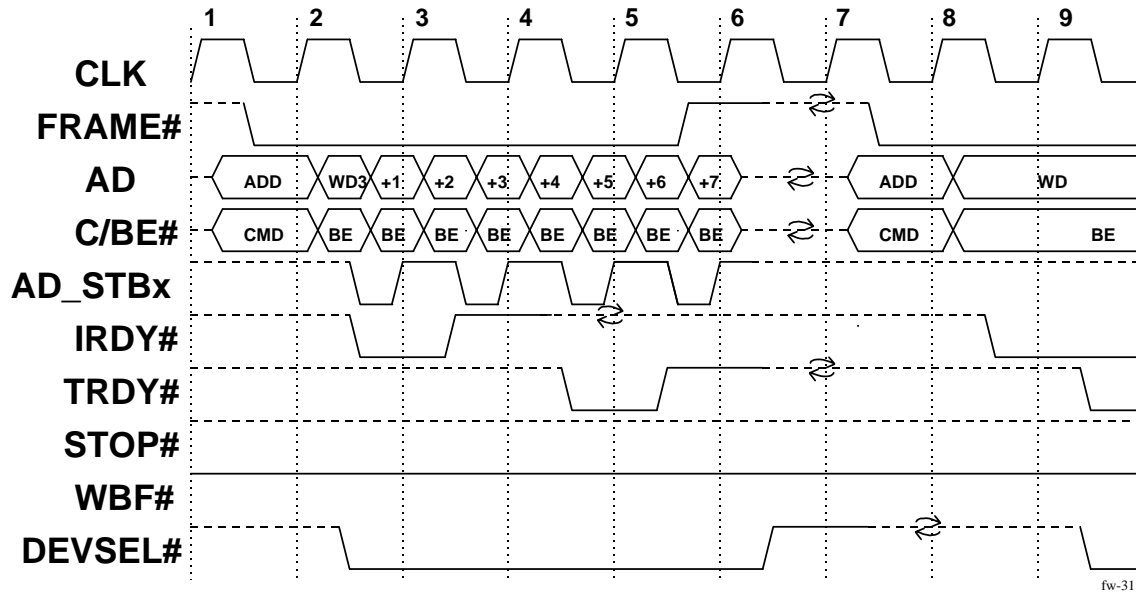 1 2 3 4 5 6 7 8 9
CLK
FRAME#
AD ADD WD3 +1 +2 +3 +4 +5 +6 +7 ADD WD
C/BE# CMD BE BE BE BE BE BE BE BE CMD BE
AD_STBx
IRDY#
TRDY#
STOP#
WBF#
DEVSEL#
fw-31